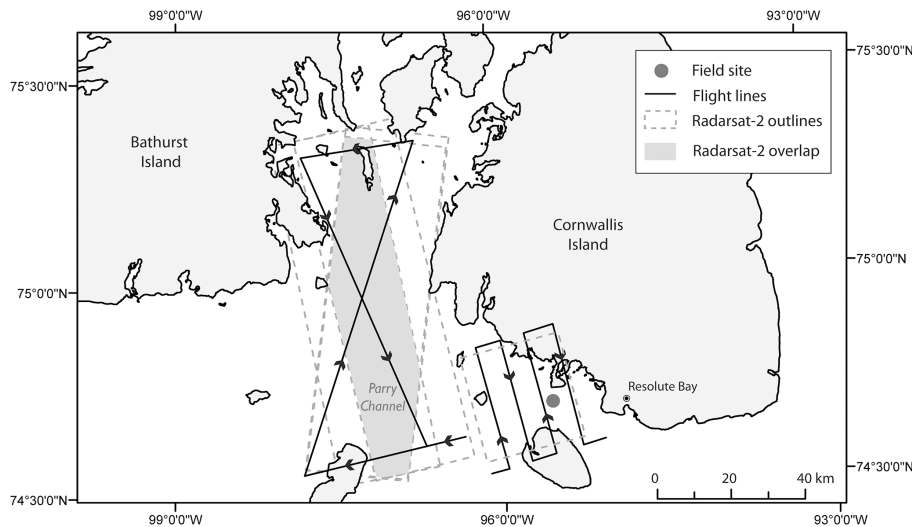 99°0'0"W
96°0'0"W
93°0'0"W
75°30'0"N
75°30'0"N
Field site
Flight lines
Radarsat-2 outlines
Radarsat-2 overlap
Bathurst
Island
Cornwallis
Island
75°0'0"N
75°0'0"N
Parry
Channel
Resolute Bay
74°30'0"N
74°30'0"N
0 20 40 km
99°0'0"W
96°0'0"W
93°0'0"W